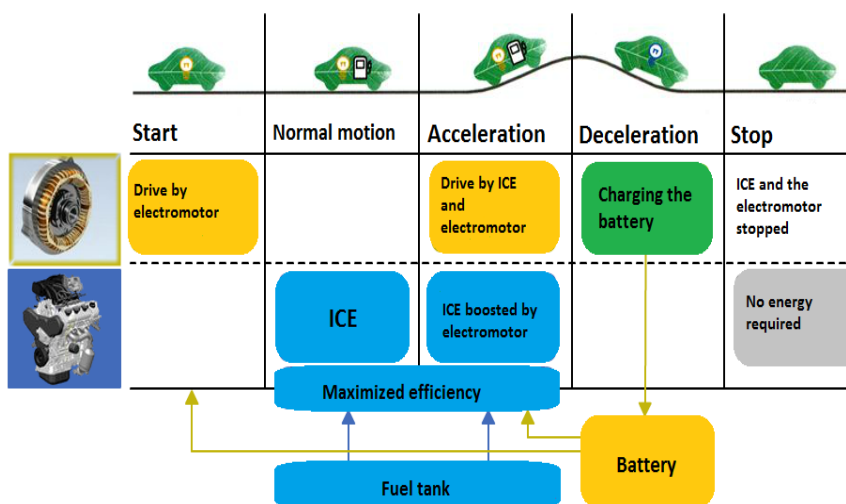 Start
Normal motion
Acceleration
Deceleration
Stop
Drive by
electromotor
Drive by ICE
and
electromotor
Charging the
battery
ICE and the
electromotor
stopped
ICE
ICE boosted by
electromotor
No energy
required
Maximized efficiency
Battery
Fuel tank